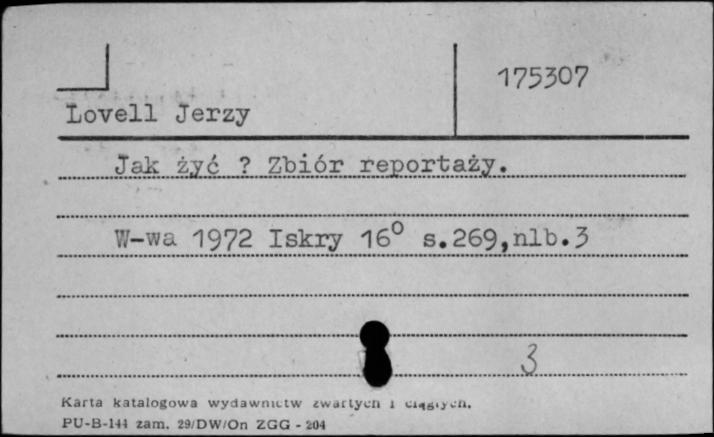 175307
Lovell Jerzy
Jak żyć ? Zbiór reportaży.
W-wa 1972 Iskry 16° s.269,nlb.3
3
Karta katalogowa wydawnictw zwartych i ciągłych.
PU-B-144 zam. 29/DW/On ZGG - 204